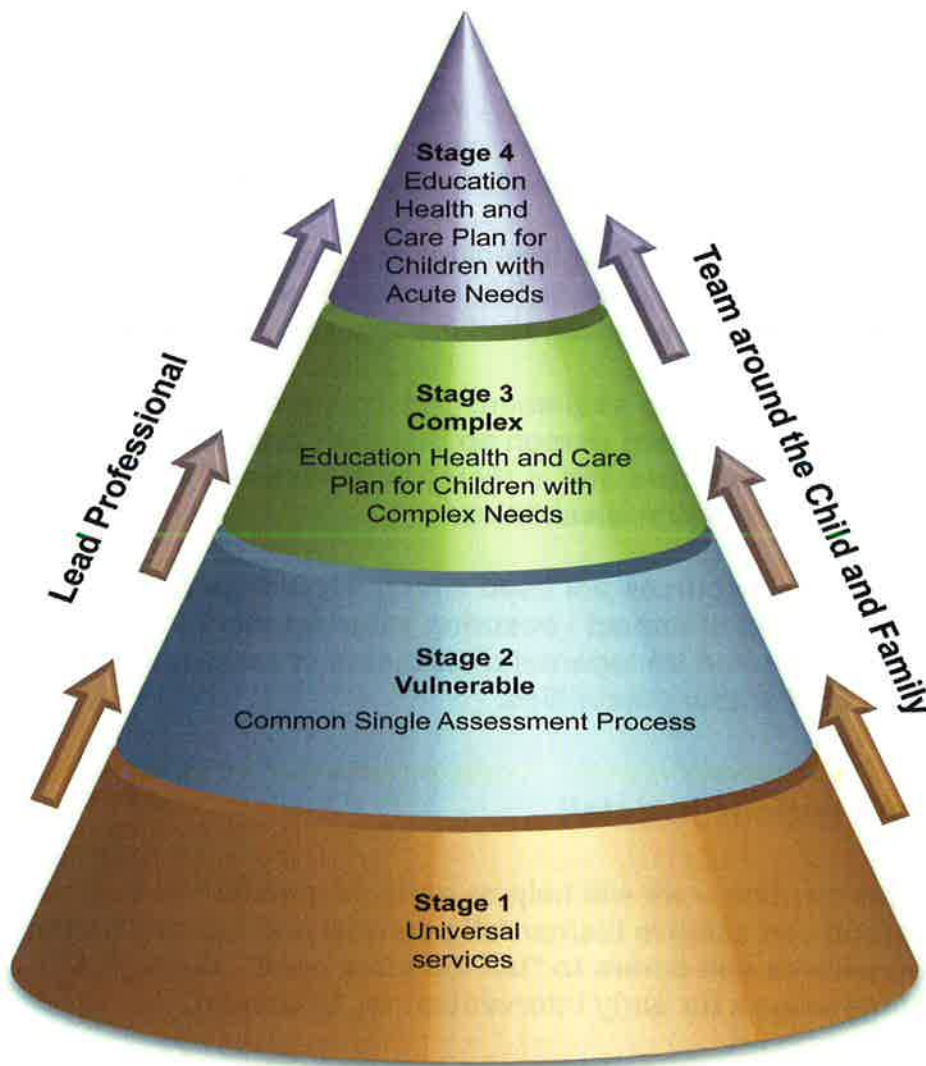 Stage 4
Education
Health and
Care Plan for
Children with
Acute Needs
Stage 3
Complex
Education Health and Care
Plan for Children with
Complex Needs
Stage 2
Vulnerable
Common Single Assessment Process
Stage 1
Universal
services
Lead Professional
Team around the Child and Family